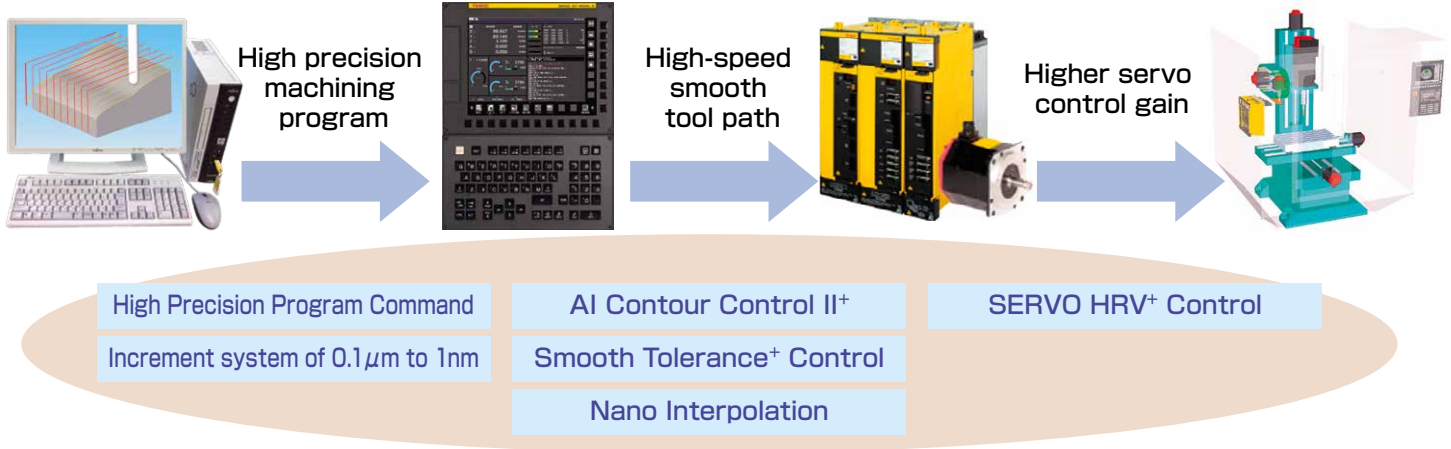 High precision
machining
program
High-speed
smooth
tool path
Higher servo
control gain
High Precision Program Command
Increment system of 0.1μm to 1nm
AI Contour Control II⁺
Smooth Tolerance⁺ Control
Nano Interpolation
SERVO HRV⁺ Control